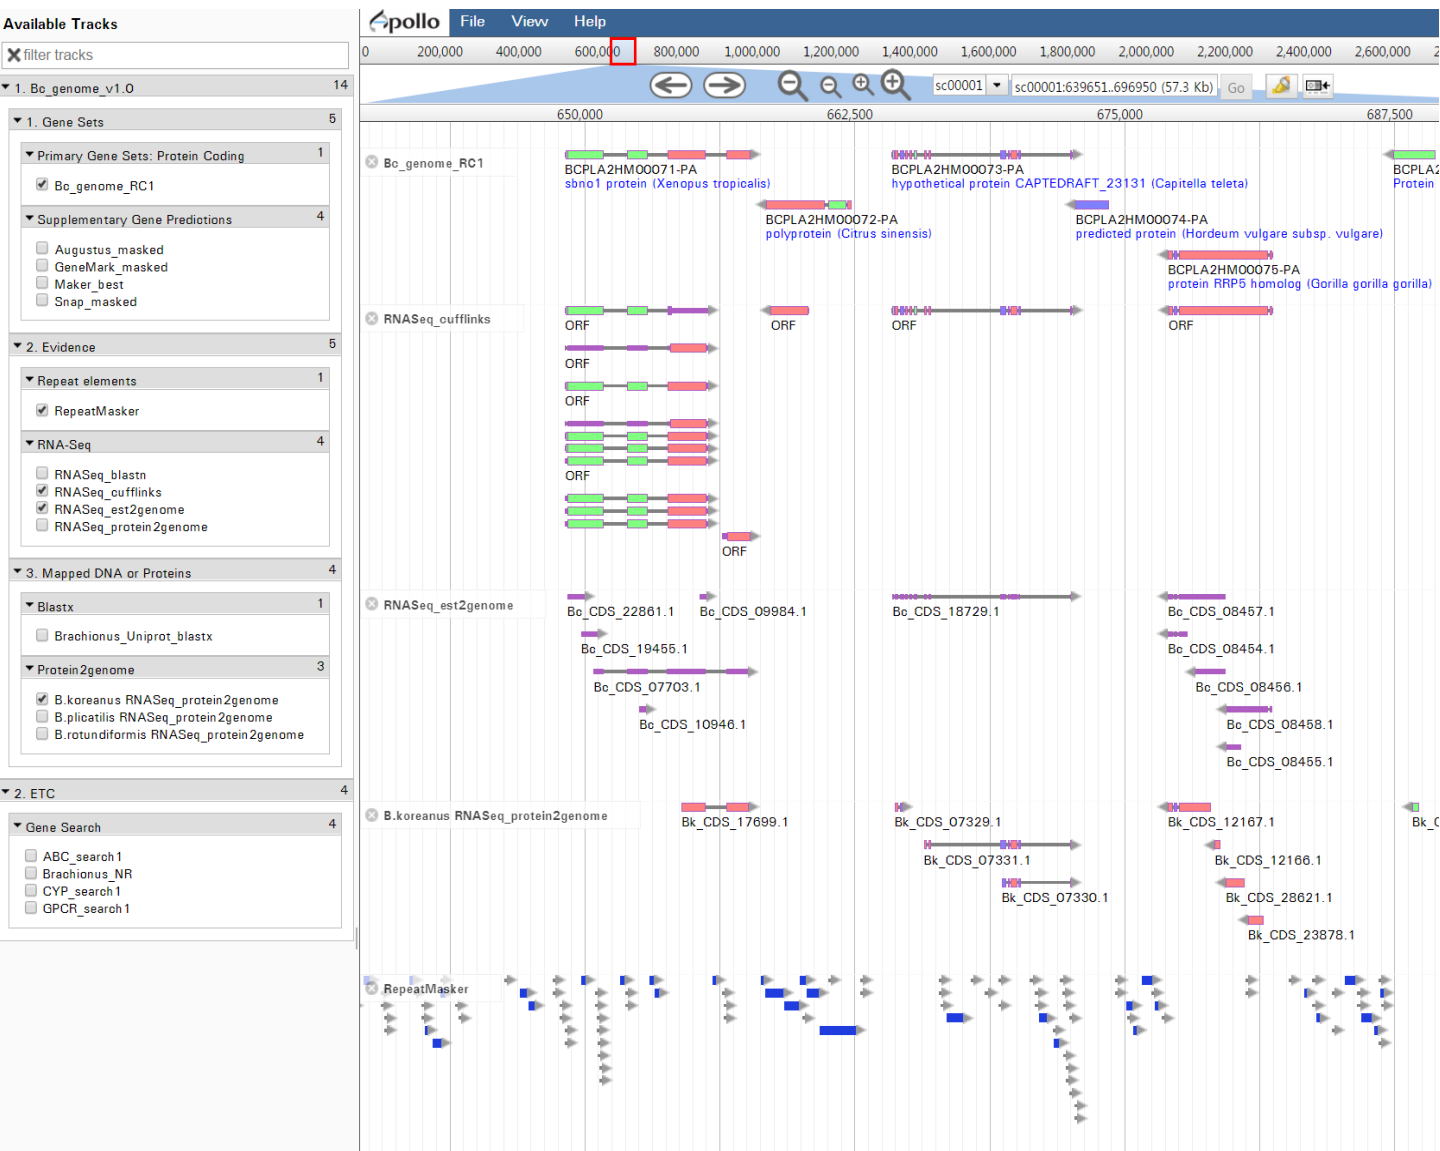 Available Tracks
filter tracks
1. Bc_genome_v1.0 14
1. Gene Sets 5
Primary Gene Sets: Protein Coding 1
Bc_genome_RC1
Supplementary Gene Predictions 4
Augustus_masked
GeneMark_masked
Maker_best
Snap_masked
2. Evidence 5
Repeat elements 1
RepeatMasker
RNA-Seq 4
RNASeq_blastn
RNASeq_cufflinks
RNASeq_est2genome
RNASeq_protein2genome
3. Mapped DNA or Proteins 4
Blastx 1
Brachionus_Uniprot_blastx
Protein2genome 3
B.koreanus RNASeq_protein2genome
B.plicatilis RNASeq_protein2genome
B.rotundiformis RNASeq_protein2genome
2. ETC 4
Gene Search 4
ABC_search1
Brachionus_NR
CYP_search1
GPCR_search1
Apollo File View Help
0 200,000 400,000 600,000 800,000 1,000,000 1,200,000 1,400,000 1,600,000 1,800,000 2,000,000 2,200,000 2,400,000 2,600,000 2
sc00001 sc00001:639651..696950 (57.3 Kb) Go
650,000 662,500 675,000 687,500
Bc_genome_RC1
BCPLA2HM00071-PA BCPLA2HM00073-PA BCPLA2
sbno1 protein (Xenopus tropicalis) hypothetical protein CAPTEDRAFT_23131 (Capitella teleta) Protein
BCPLA2HM00072-PA BCPLA2HM00074-PA
polyprotein (Citrus sinensis) predicted protein (Hordeum vulgare subsp. vulgare)
BCPLA2HM00075-PA
protein RRP5 homolog (Gorilla gorilla gorilla)
RNASeq_cufflinks
ORF ORF ORF ORF
ORF
ORF
ORF
ORF
RNASeq_est2genome
Bc_CDS_22861.1 Bc_CDS_09984.1 Bc_CDS_18729.1 Bc_CDS_08457.1
Bc_CDS_19455.1 Bc_CDS_08454.1
Bc_CDS_07703.1 Bc_CDS_08456.1
Bc_CDS_10946.1 Bc_CDS_08458.1
Bc_CDS_08455.1
B.koreanus RNASeq_protein2genome
Bk_CDS_17699.1 Bk_CDS_07329.1 Bk_CDS_12167.1 Bk_C
Bk_CDS_07331.1 Bk_CDS_12166.1
Bk_CDS_07330.1 Bk_CDS_28621.1
Bk_CDS_23878.1
RepeatMasker